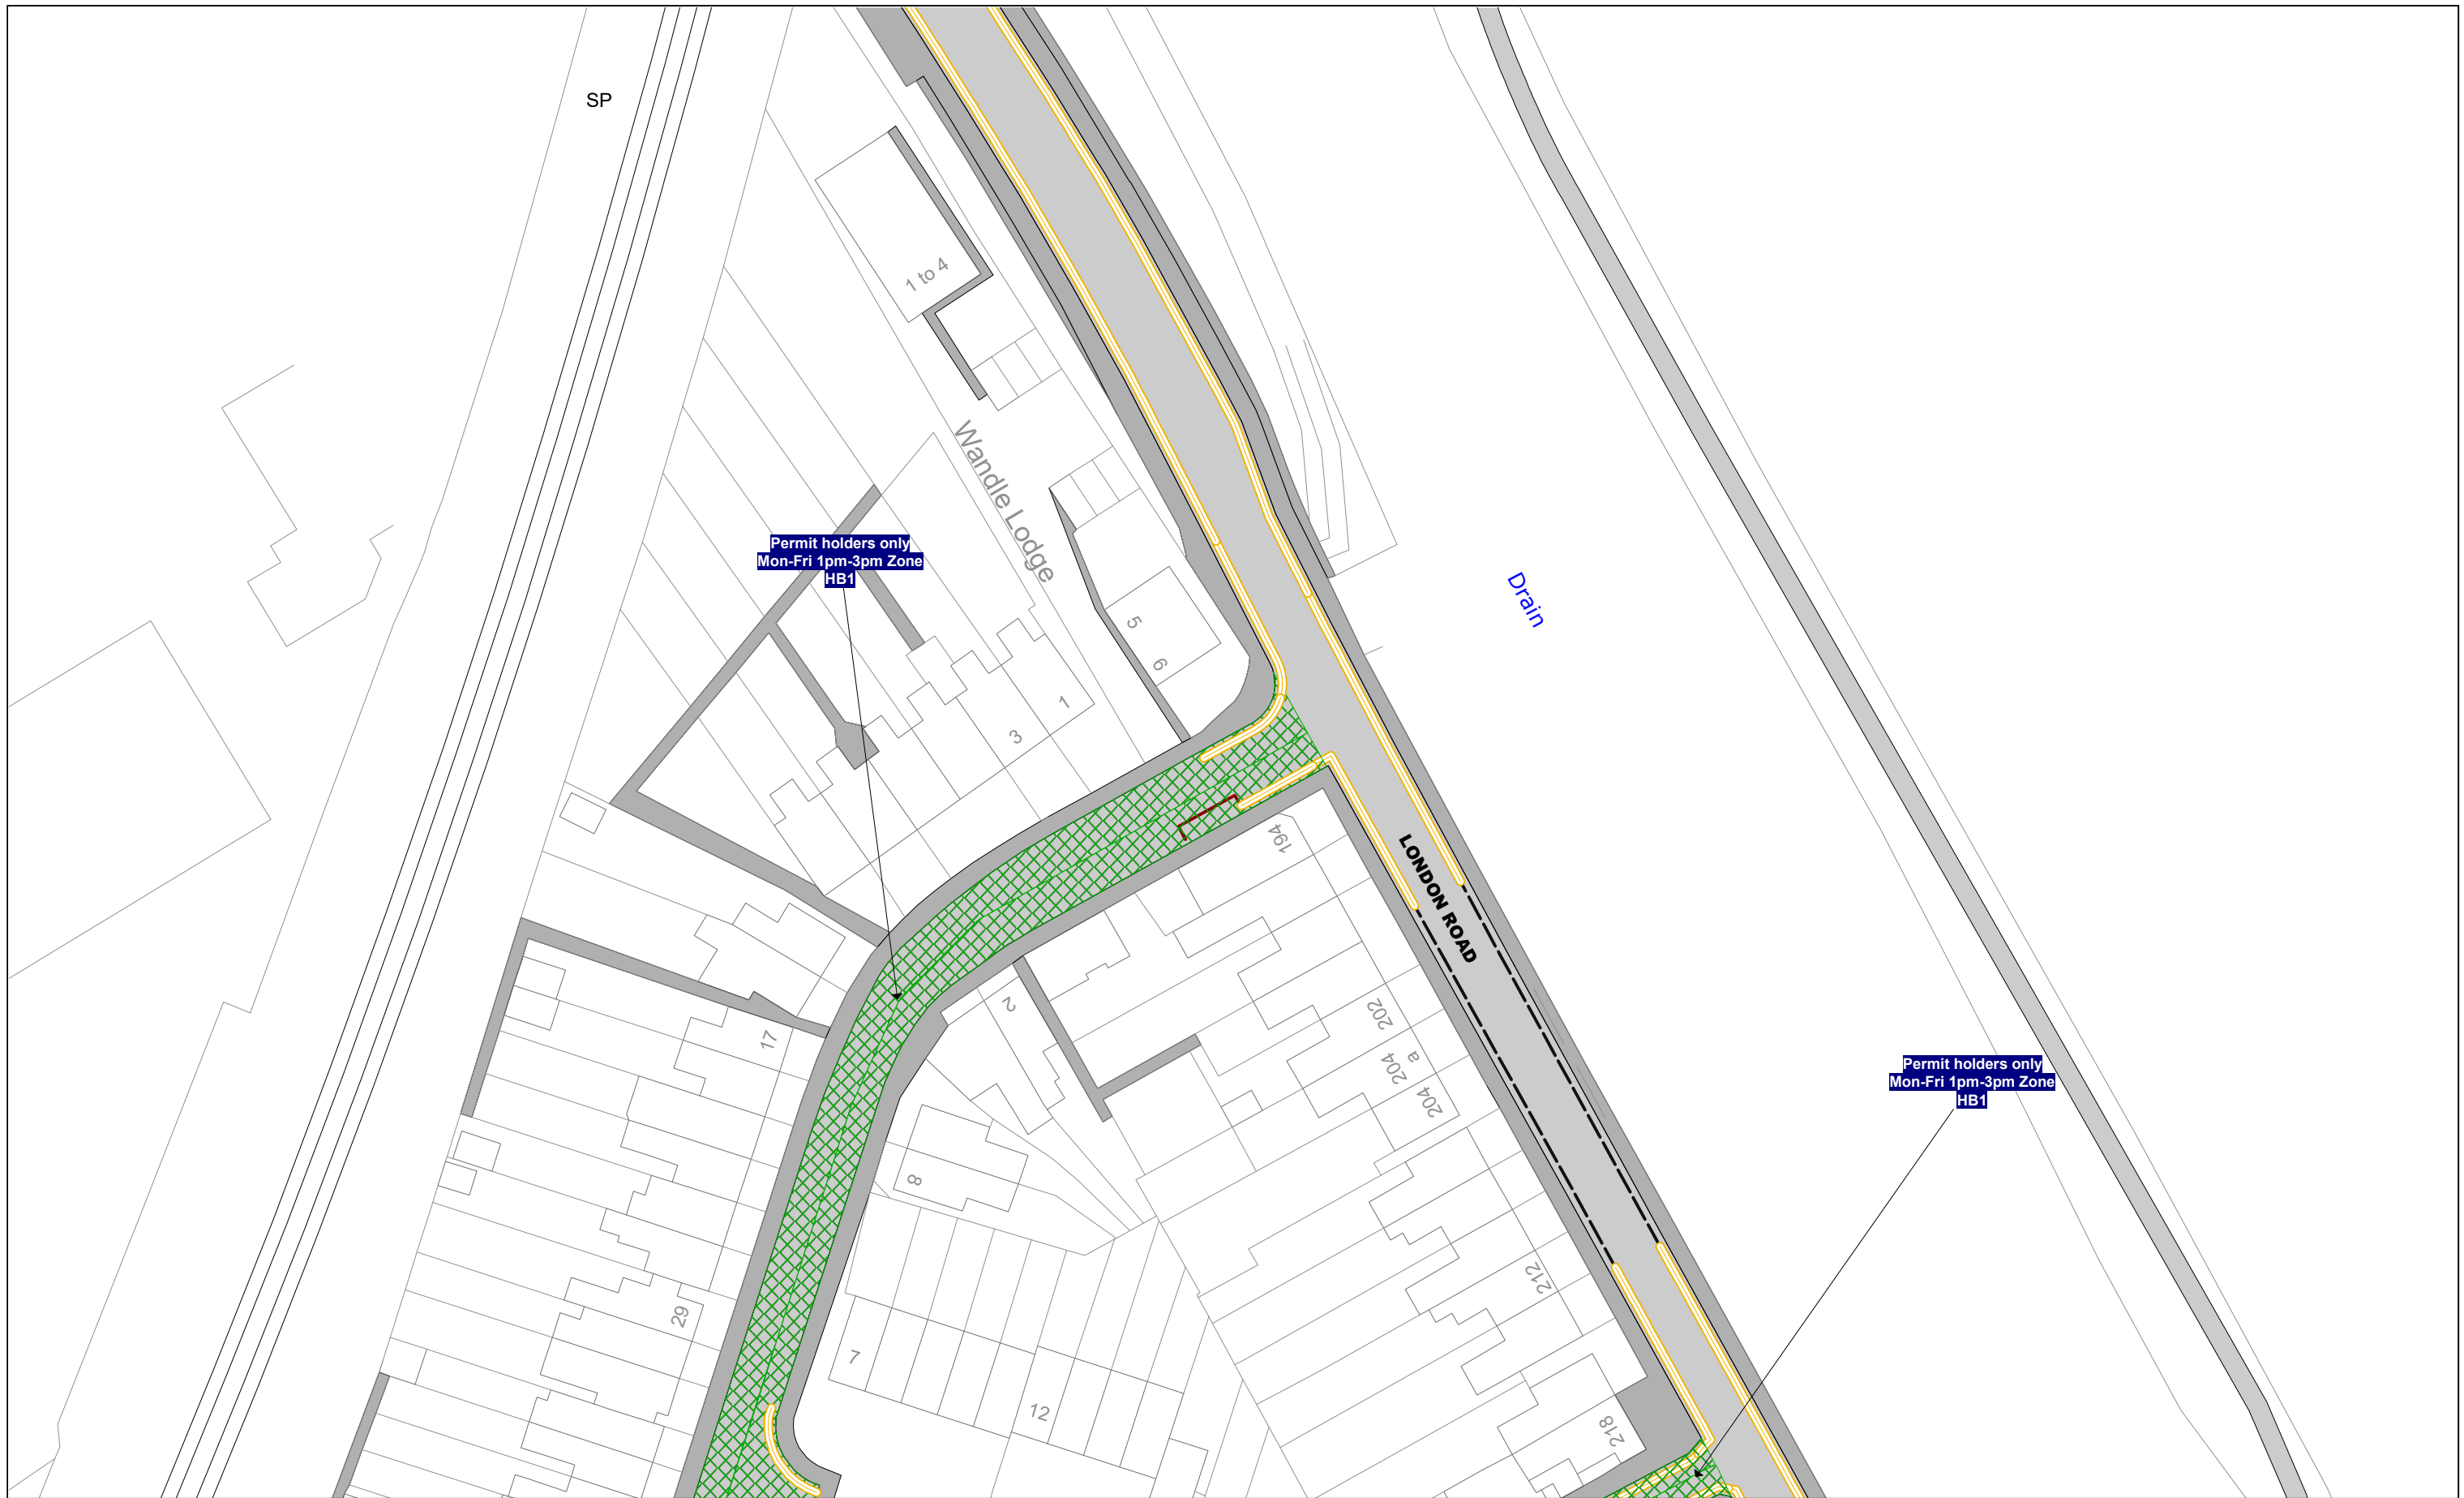 SP
1 to 4
Wandle Lodge
Permit holders only
Mon-Fri 1pm-3pm Zone
HB1
Drain
5
6
1
3
194
LONDON ROAD
2
17
202
204
a
204
8
Permit holders only
Mon-Fri 1pm-3pm Zone
HB1
212
29
7
12
218